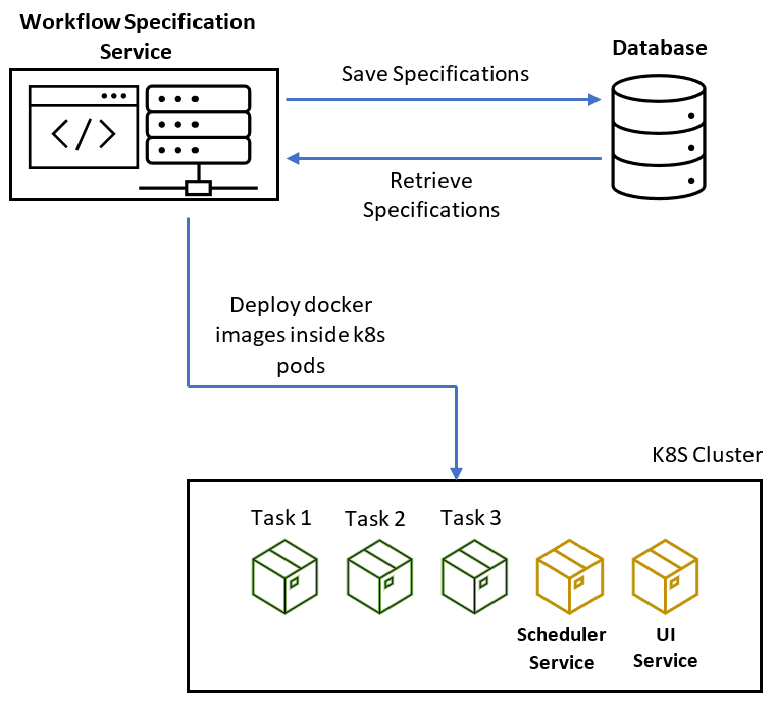 Workflow Specification
Service
Database
Save Specifications
</>
Retrieve
Specifications
Deploy docker
images inside k8s
pods
K8S Cluster
Task 1
Task 2
Task 3
Scheduler
Service
UI
Service